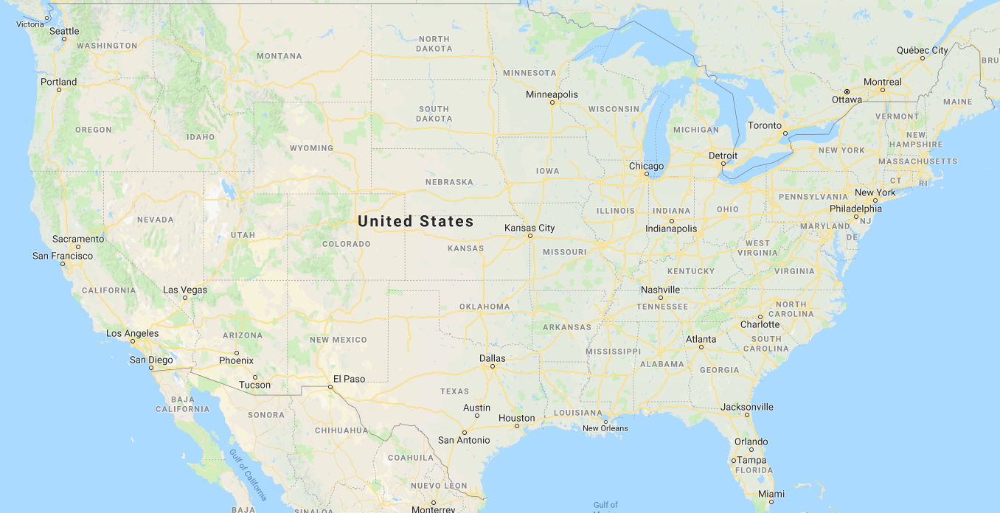 Victoria
Seattle
WASHINGTON
MONTANA
NORTH
DAKOTA
MINNESOTA
Québec City
BRU
Portland
Minneapolis
Montreal
Ottawa
MAINE
OREGON
IDAHO
SOUTH
DAKOTA
WISCONSIN
MICHIGAN
Toronto
VERMONT
NEW
HAMPSHIRE
WYOMING
NEW YORK
Detroit
Chicago
MASSACHUSETTS
IOWA
NEBRASKA
CT
RI
New York
PENNSYLVANIA
Philadelphia
NEVADA
United States
ILLINOIS
INDIANA
OHIO
NJ
Indianapolis
MARYLAND
DE
Kansas City
UTAH
Sacramento
San Francisco
COLORADO
KANSAS
MISSOURI
WEST
VIRGINIA
KENTUCKY
VIRGINIA
CALIFORNIA
Las Vegas
Nashville
OKLAHOMA
TENNESSEE
NORTH
CAROLINA
Charlotte
Los Angeles
ARIZONA
NEW MEXICO
ARKANSAS
Atlanta
SOUTH
CAROLINA
San Diego
Phoenix
MISSISSIPPI
Dallas
ALABAMA
GEORGIA
Tucson
El Paso
TEXAS
BAJA
CALIFORNIA
SONORA
Austin
Houston
LOUISIANA
New Orleans
Jacksonville
CHIHUAHUA
San Antonio
Orlando
COAHUILA
Tampa
FLORIDA
Gulf of California
NUEVO LEON
Miami
BAJA
SINALOA
Monterrey
Gulf of